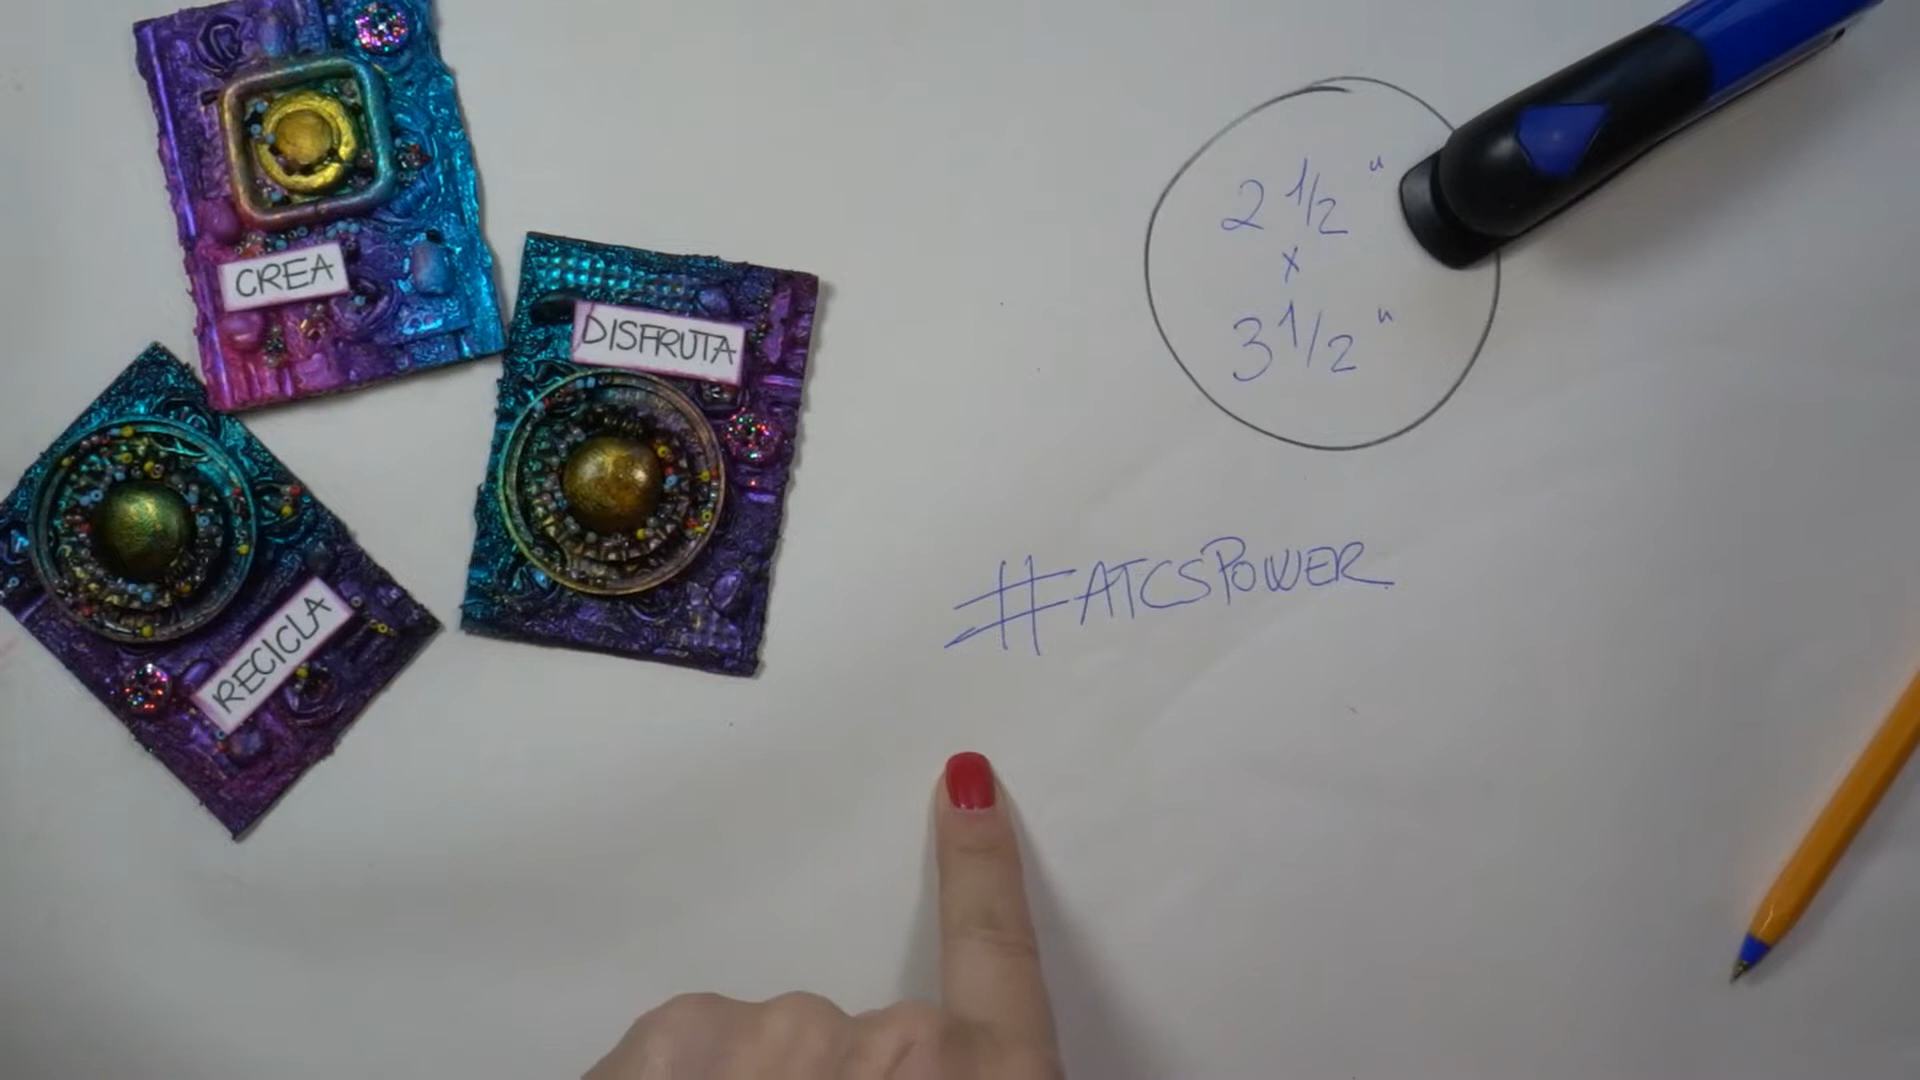 CREA
DISFRUTA
RECICLA
2 1/2 "
x
3 1/2 "
#ATCSPOWER